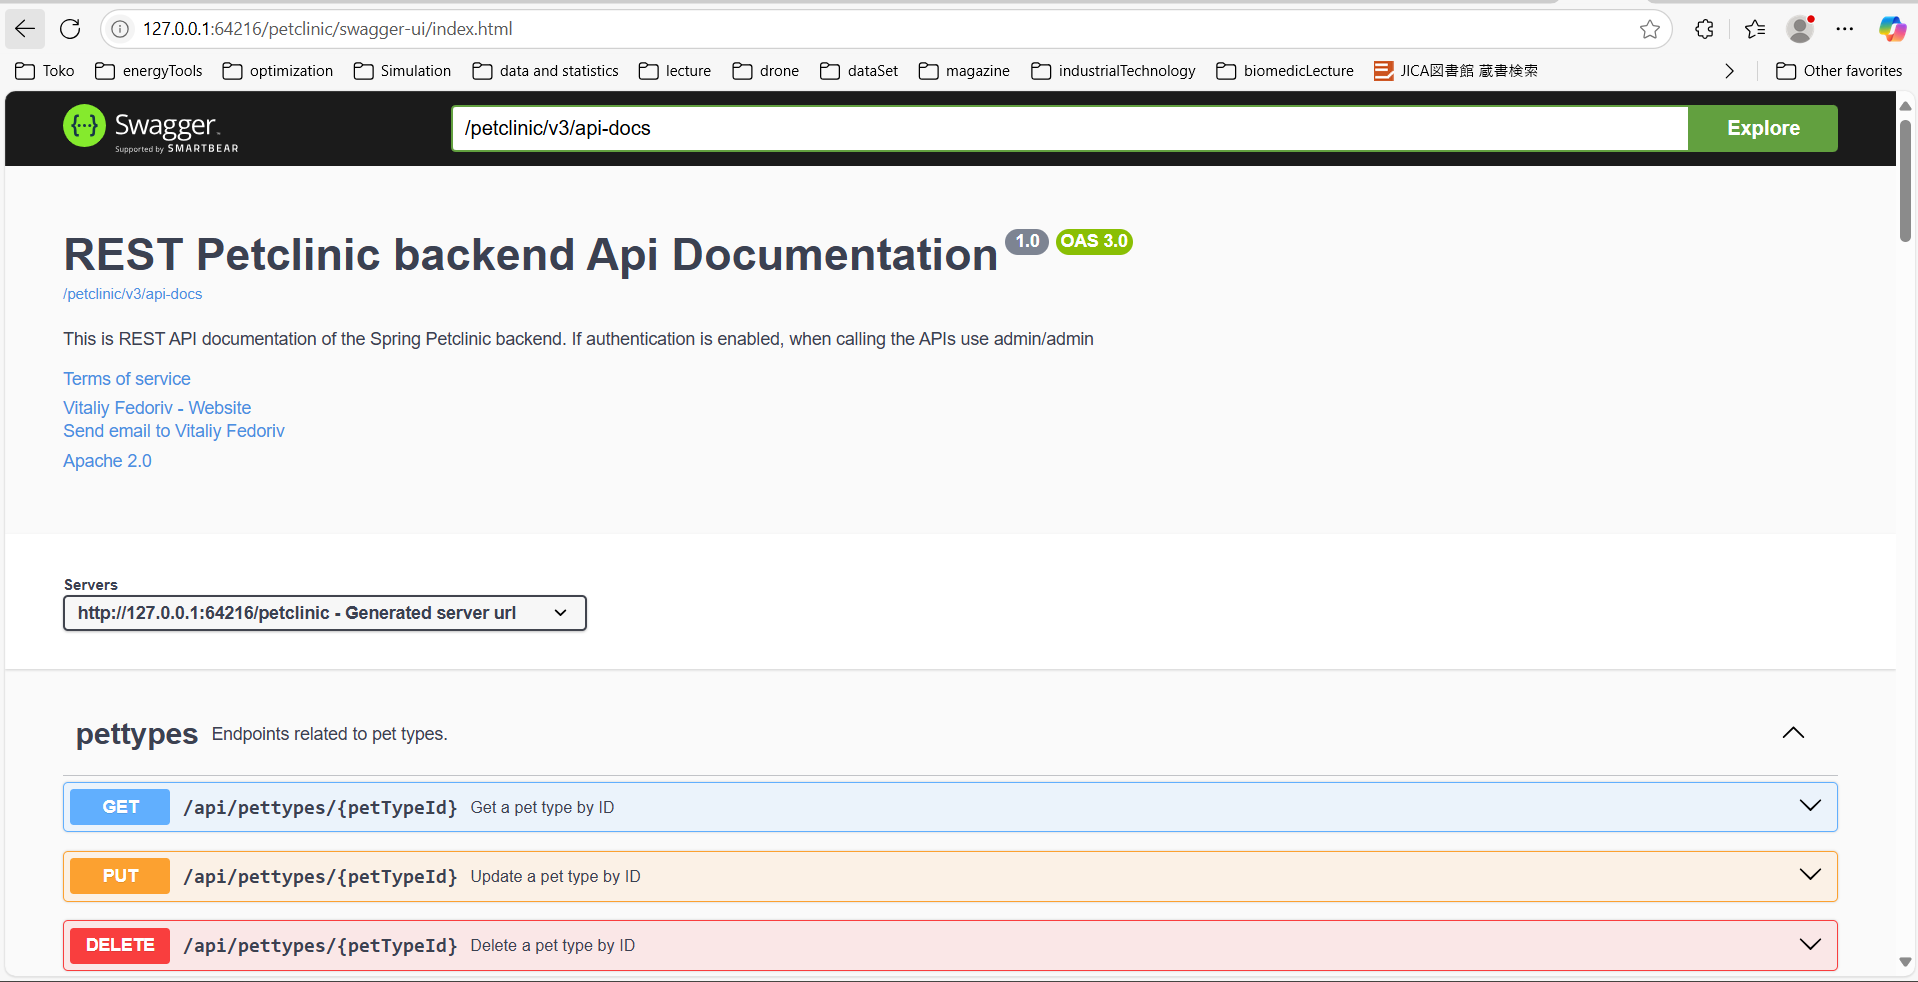 127.0.0.1:64216/petclinic/swagger-ui/index.html
Toko energyTools optimization Simulation data and statistics lecture drone dataSet magazine industrialTechnology biomedicLecture JICA図書館 蔵書検索 Other favorites
Swagger.
Supported by SMARTBEAR
/petclinic/v3/api-docs
Explore
REST Petclinic backend Api Documentation 1.0 OAS 3.0
/petclinic/v3/api-docs
This is REST API documentation of the Spring Petclinic backend. If authentication is enabled, when calling the APIs use admin/admin
Terms of service
Vitaliy Fedoriv - Website
Send email to Vitaliy Fedoriv
Apache 2.0
Servers
http://127.0.0.1:64216/petclinic - Generated server url
pettypes Endpoints related to pet types.
GET /api/pettypes/{petTypeId} Get a pet type by ID
PUT /api/pettypes/{petTypeId} Update a pet type by ID
DELETE /api/pettypes/{petTypeId} Delete a pet type by ID